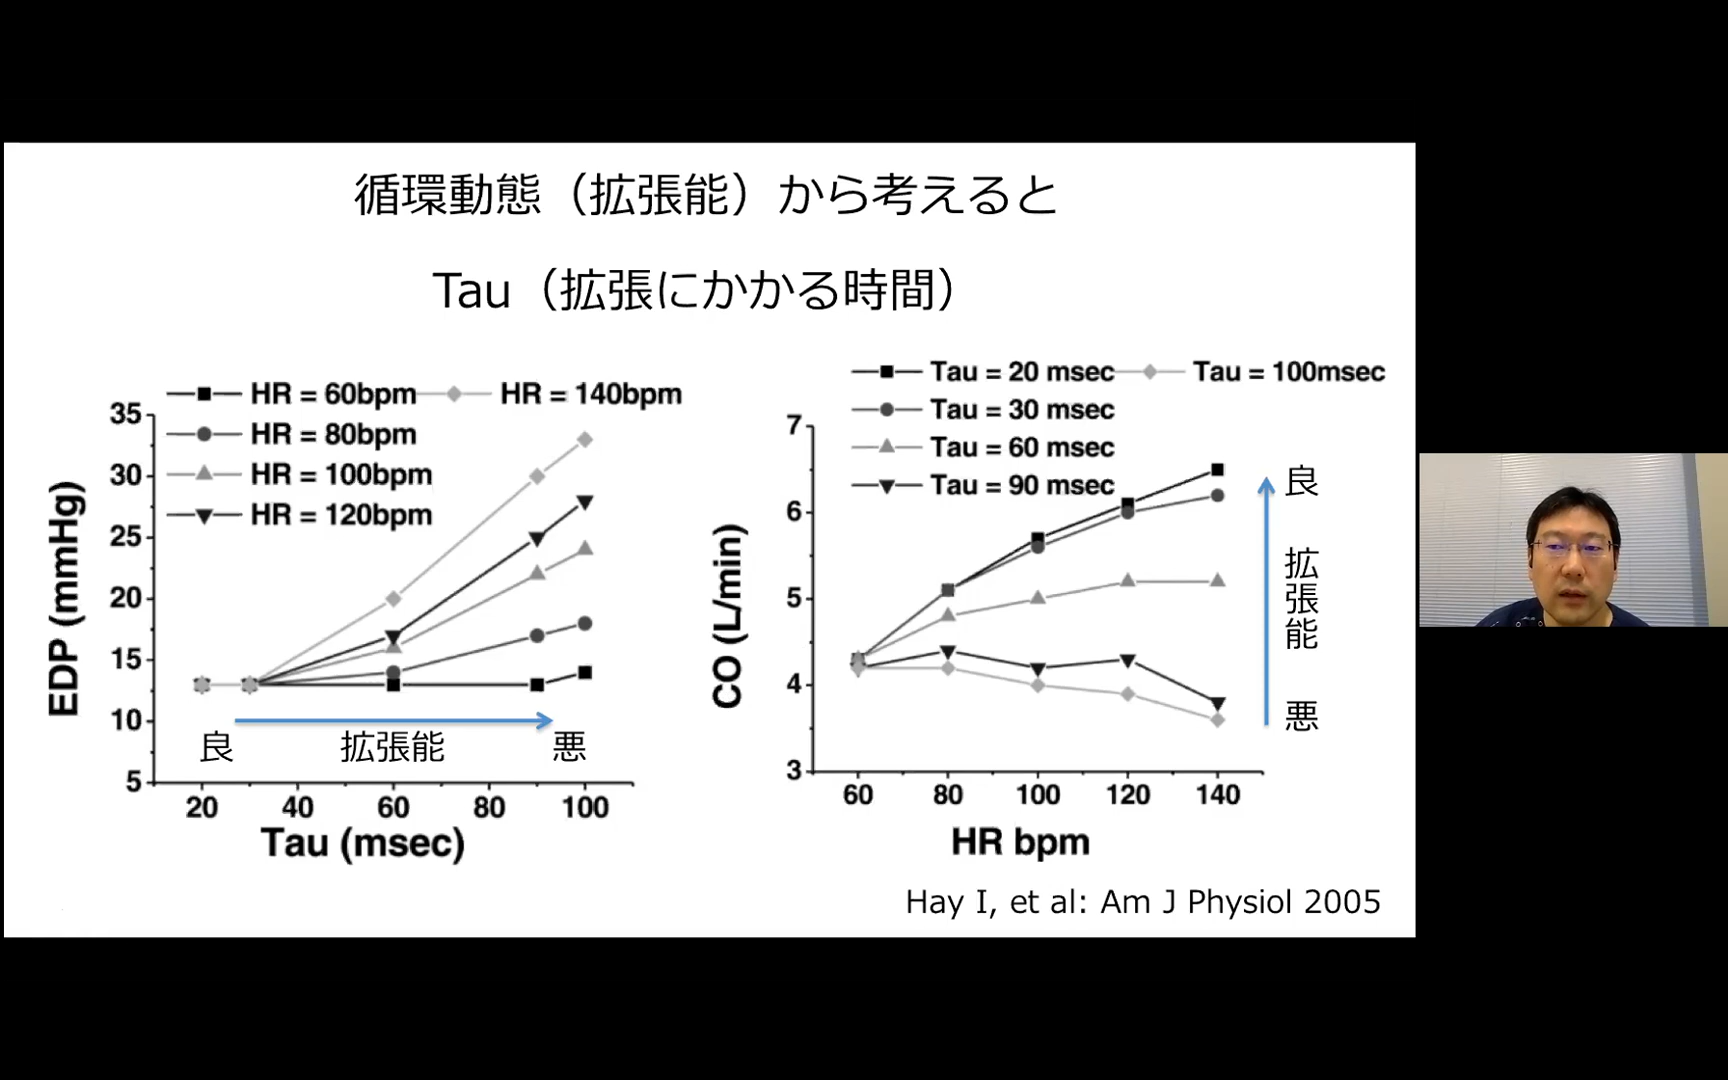 循環動態（拡張能）から考えると
Tau（拡張にかかる時間）
HR = 60bpm
HR = 140bpm
HR = 80bpm
HR = 100bpm
HR = 120bpm
35
30
25
20
15
10
5
EDP (mmHg)
良 拡張能 悪
20 40 60 80 100
Tau (msec)
Tau = 20 msec
Tau = 100msec
Tau = 30 msec
Tau = 60 msec
Tau = 90 msec
7
6
5
4
3
CO (L/min)
良
拡張能
悪
60 80 100 120 140
HR bpm
Hay I, et al: Am J Physiol 2005